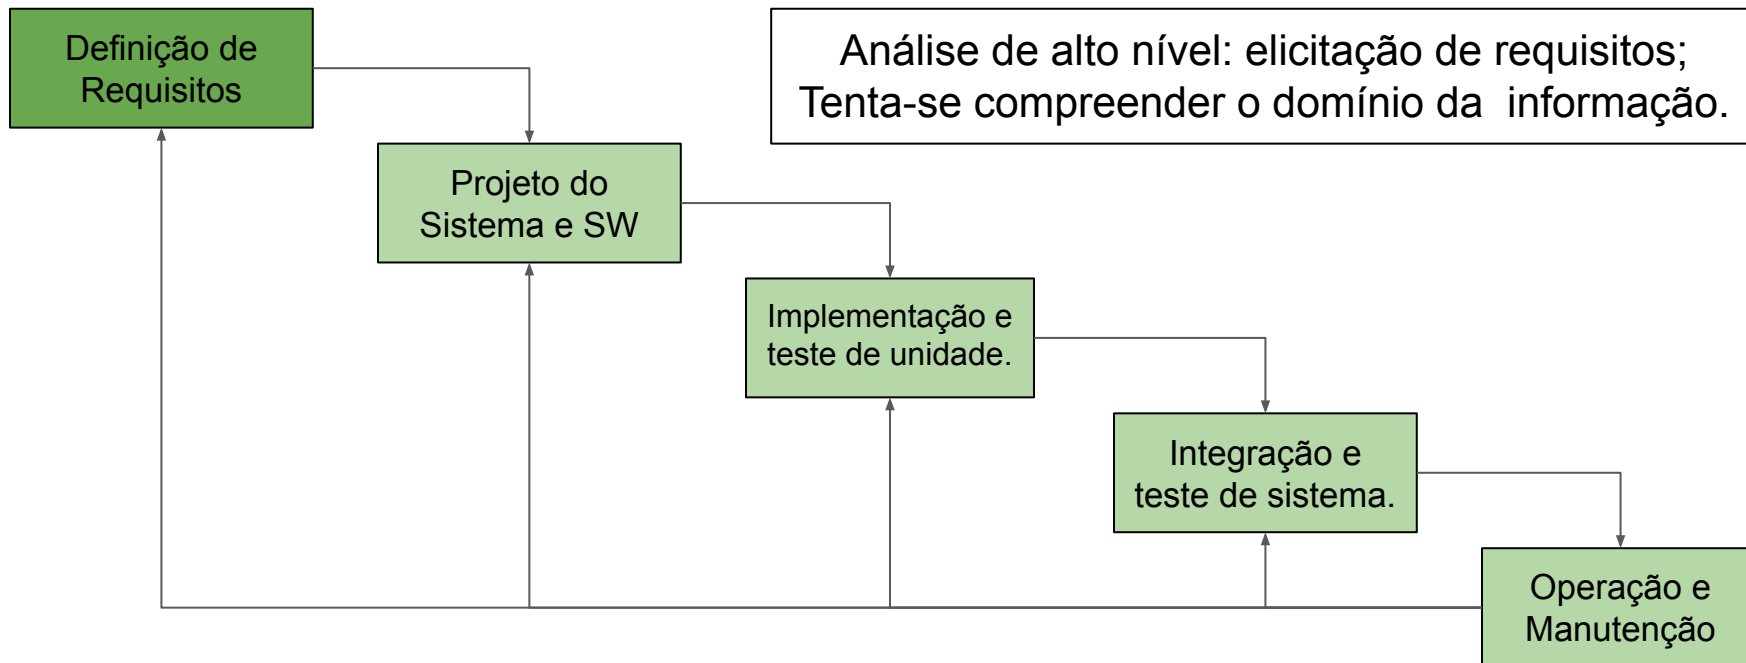 Definição de
Requisitos
Análise de alto nível: elicitação de requisitos;
Tenta-se compreender o domínio da  informação.
Projeto do
Sistema e SW
Implementação e
teste de unidade.
Integração e
teste de sistema.
Operação e
Manutenção